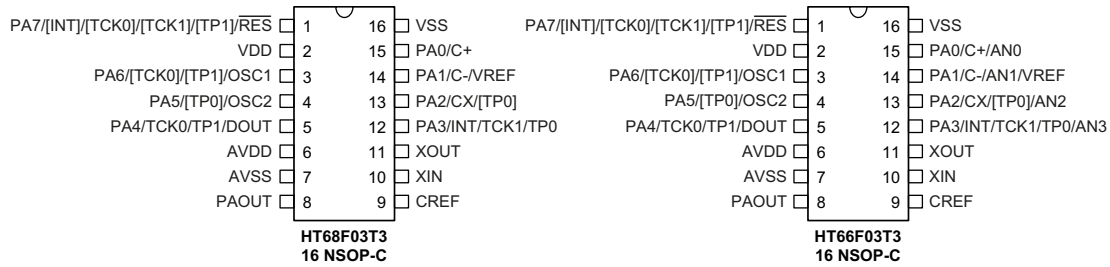 PA7/[INT]/[TCK0]/[TCK1]/[TP1]/RES 1 16 VSS
VDD 2 15 PA0/C+
PA6/[TCK0]/[TP1]/OSC1 3 14 PA1/C-/VREF
PA5/[TP0]/OSC2 4 13 PA2/CX/[TP0]
PA4/TCK0/TP1/DOUT 5 12 PA3/INT/TCK1/TP0
AVDD 6 11 XOUT
AVSS 7 10 XIN
PAOUT 8 9 CREF
HT68F03T3
16 NSOP-C
PA7/[INT]/[TCK0]/[TCK1]/[TP1]/RES 1 16 VSS
VDD 2 15 PA0/C+/AN0
PA6/[TCK0]/[TP1]/OSC1 3 14 PA1/C-/AN1/VREF
PA5/[TP0]/OSC2 4 13 PA2/CX/[TP0]/AN2
PA4/TCK0/TP1/DOUT 5 12 PA3/INT/TCK1/TP0/AN3
AVDD 6 11 XOUT
AVSS 7 10 XIN
PAOUT 8 9 CREF
HT66F03T3
16 NSOP-C